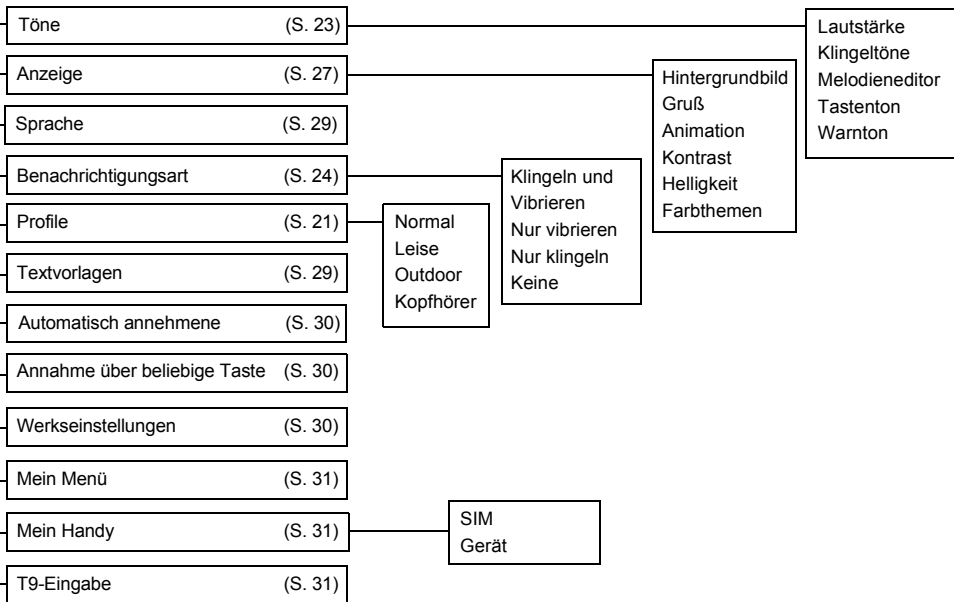 Töne (S. 23)
Anzeige (S. 27)
Sprache (S. 29)
Benachrichtigungsart (S. 24)
Profile (S. 21)
Textvorlagen (S. 29)
Automatisch annehmene (S. 30)
Annahme über beliebige Taste (S. 30)
Werkseinstellungen (S. 30)
Mein Menü (S. 31)
Mein Handy (S. 31)
T9-Eingabe (S. 31)
Lautstärke
Klingeltöne
Melodieneditor
Tastenton
Warnton
Hintergrundbild
Gruß
Animation
Kontrast
Helligkeit
Farbthemen
Klingeln und
Vibrieren
Nur vibrieren
Nur klingeln
Keine
Normal
Leise
Outdoor
Kopfhörer
SIM
Gerät